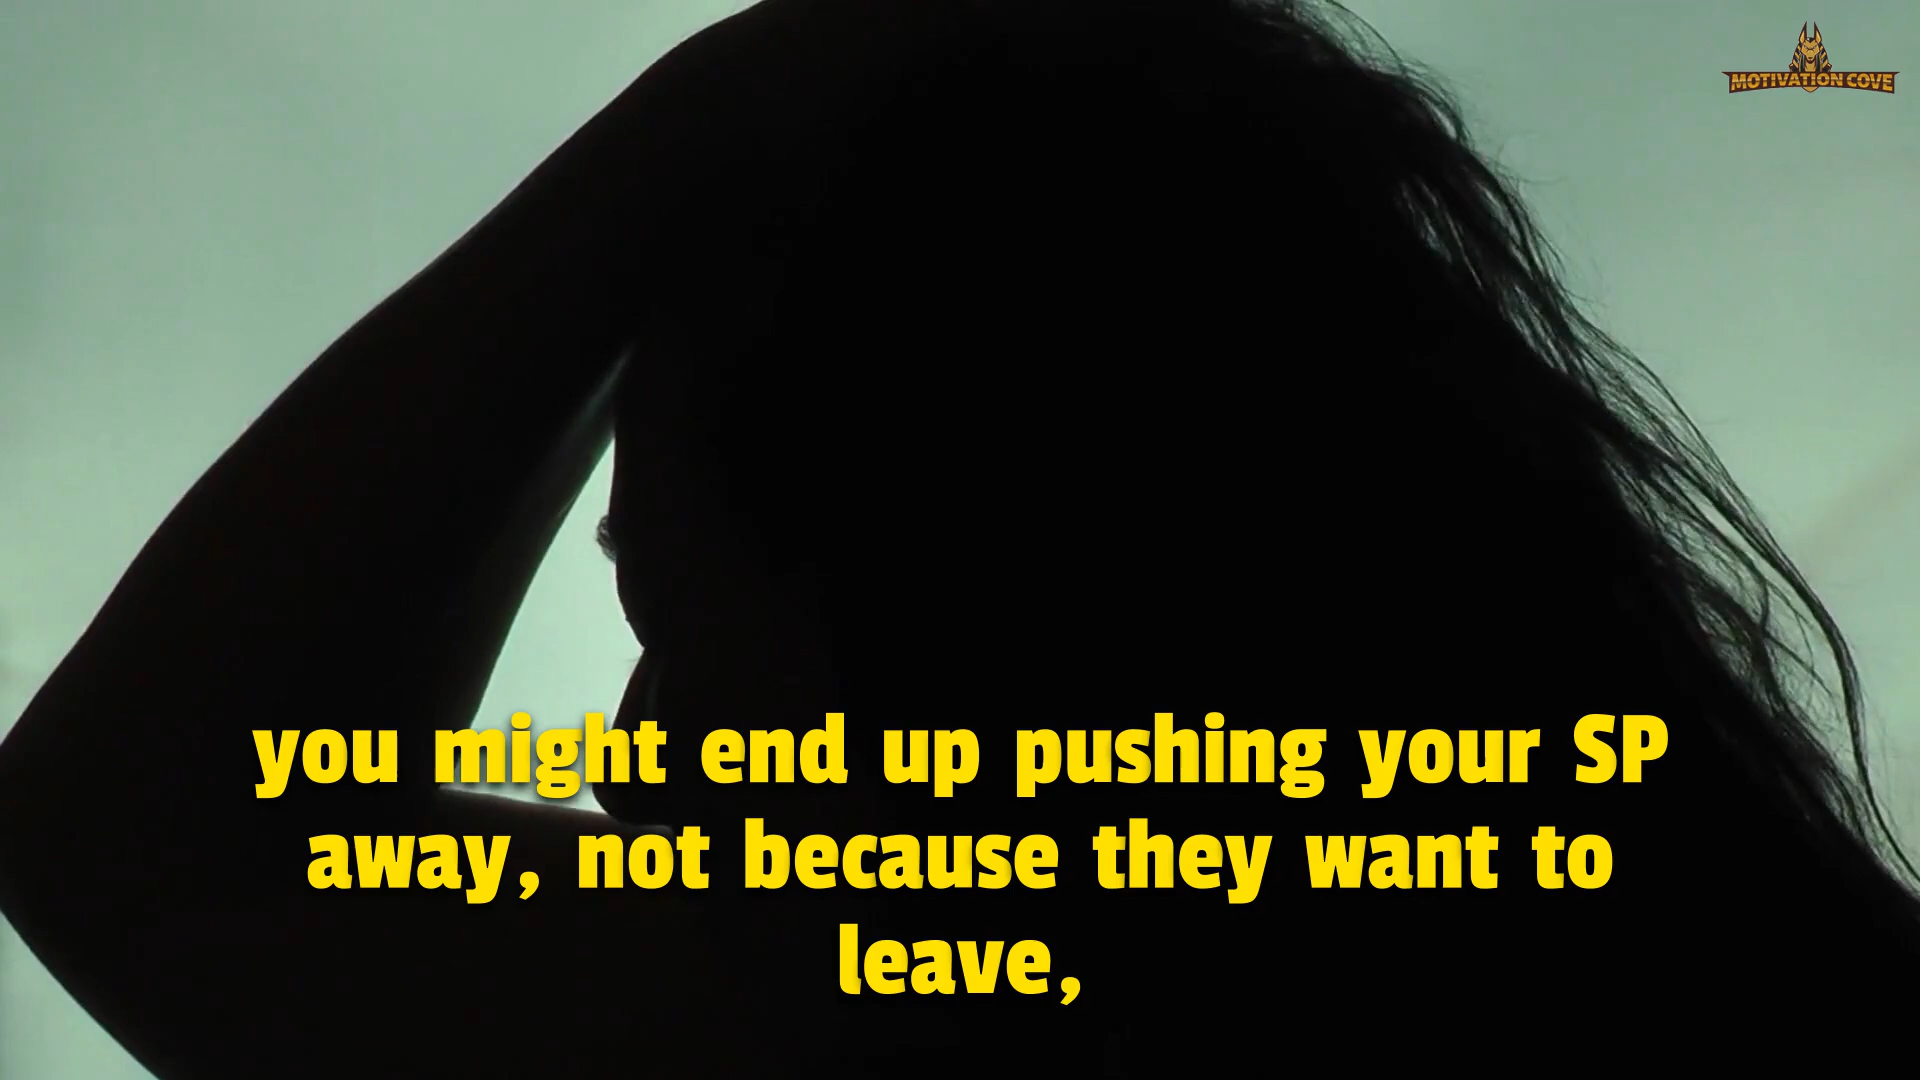 MOTIVATION COVE
you might end up pushing your SP
away, not because they want to
leave,